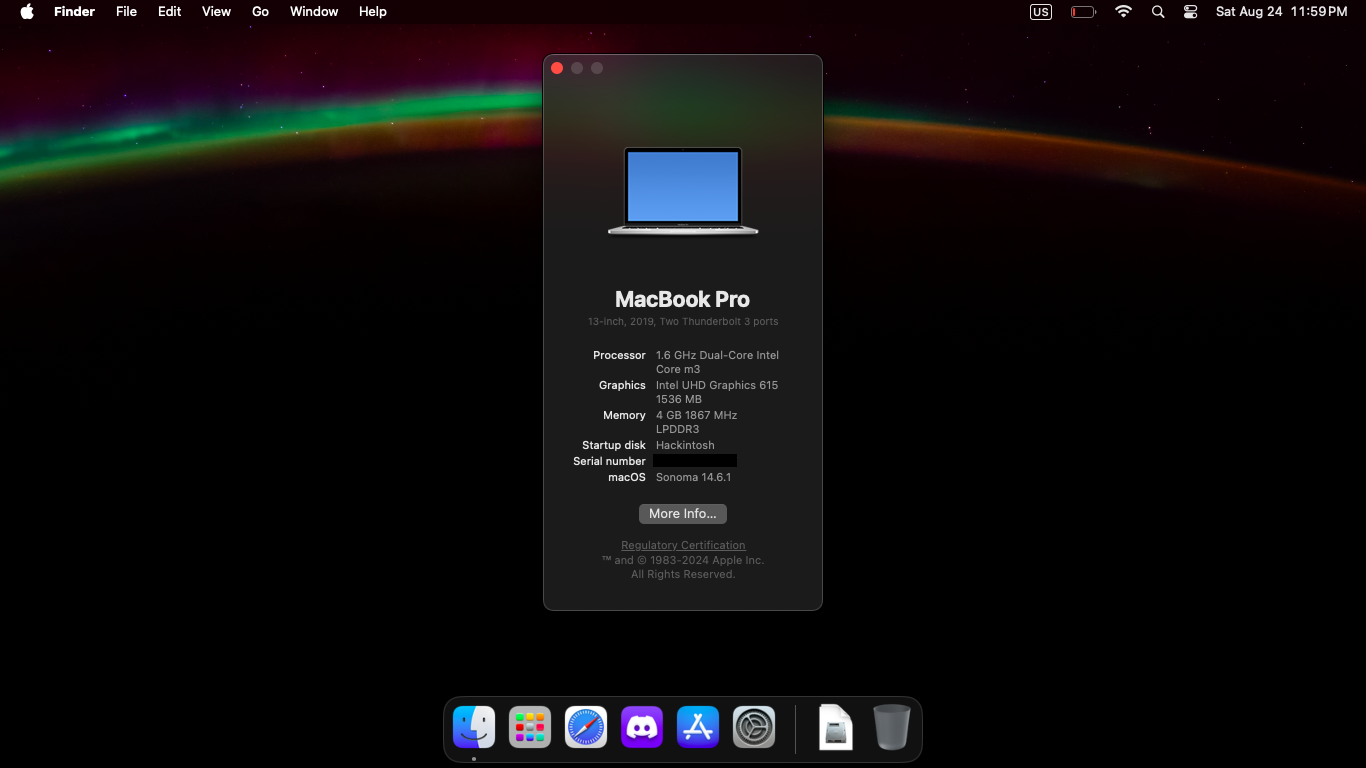 Finder File Edit View Go Window Help US Sat Aug 24 11:59 PM
MacBook Pro
13-inch, 2019, Two Thunderbolt 3 ports
Processor 1.6 GHz Dual-Core Intel
Core m3
Graphics Intel UHD Graphics 615
1536 MB
Memory 4 GB 1867 MHz
LPDDR3
Startup disk Hackintosh
Serial number
macOS Sonoma 14.6.1
More Info...
Regulatory Certification
™ and © 1983-2024 Apple Inc.
All Rights Reserved.